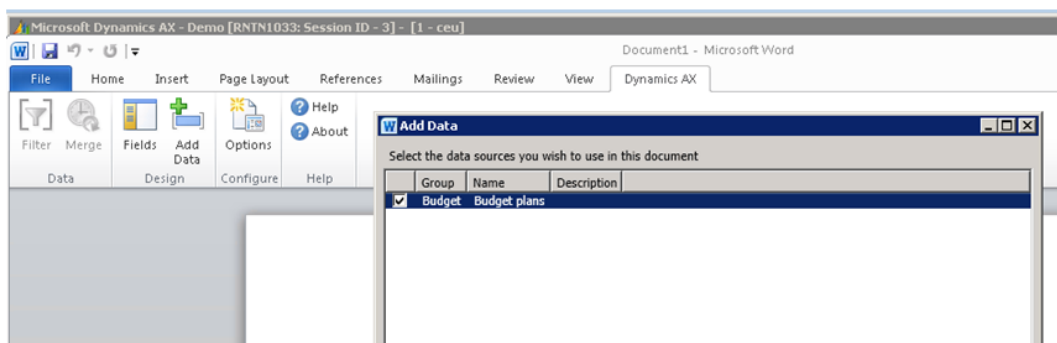 Microsoft Dynamics AX - Demo [RNTN1033: Session ID - 3] - [1 - ceu]
Document1 - Microsoft Word
File Home Insert Page Layout References Mailings Review View Dynamics AX
Filter Merge Fields Add Data Options Help About
Data Design Configure Help
Add Data
Select the data sources you wish to use in this document
Group Name Description
Budget Budget plans